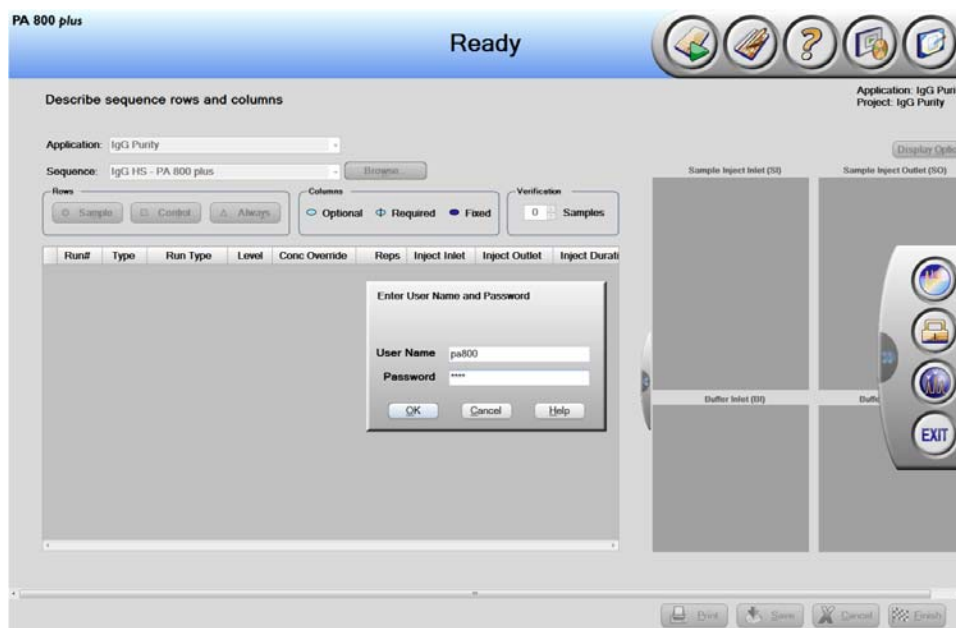 PA 800 plus
Ready
Describe sequence rows and columns
Application: IgG Puri
Project: IgG Purity
Application: IgG Purity
Display Optio
Sequence: IgG HS - PA 800 plus Browse...
Sample Inject Inlet (SI) Sample Inject Outlet (SO)
Rows Columns Verification
Sample Control Always Optional Required Fixed 0 Samples
Run# Type Run Type Level Conc Override Reps Inject Inlet Inject Outlet Inject Durati
Enter User Name and Password
User Name pa800
Password ****
OK Cancel Help
Buffer Inlet (BI) Buffe
EXIT
Print Save Cancel Finish